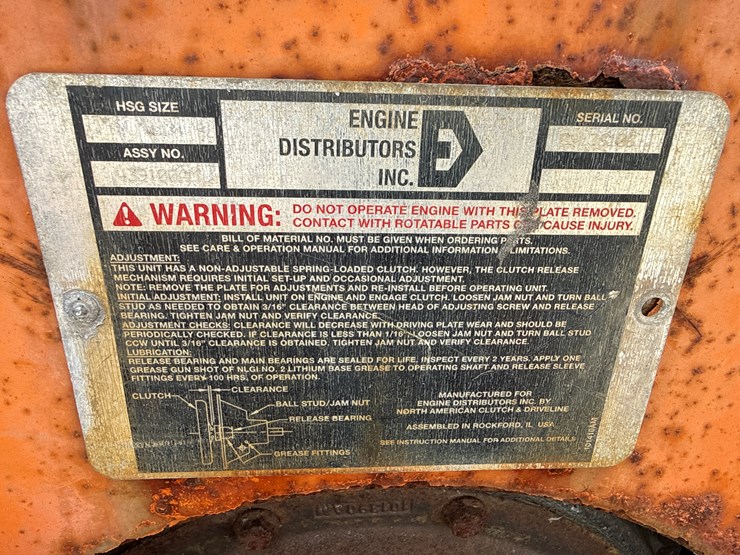 HSG SIZE
ENGINE
DISTRIBUTORS
INC.
SERIAL NO.
ASSY NO.
WARNING: DO NOT OPERATE ENGINE WITH THIS PLATE REMOVED.
CONTACT WITH ROTATABLE PARTS CAUSE INJURY.
BILL OF MATERIAL NO. MUST BE GIVEN WHEN ORDERING PARTS.
SEE CARE & OPERATION MANUAL FOR ADDITIONAL INFORMATION LIMITATIONS.
ADJUSTMENT:
THIS UNIT HAS A NON-ADJUSTABLE SPRING-LOADED CLUTCH. HOWEVER, THE CLUTCH RELEASE
MECHANISM REQUIRES INITIAL SET-UP AND OCCASIONAL ADJUSTMENT.
NOTE: REMOVE THE PLATE FOR ADJUSTMENTS AND RE-INSTALL BEFORE OPERATING UNIT.
INITIAL ADJUSTMENT: INSTALL UNIT ON ENGINE AND ENGAGE CLUTCH. LOOSEN JAM NUT AND TURN BALL
STUD AS NEEDED TO OBTAIN 3/16" CLEARANCE BETWEEN HEAD OF ADJUSTING SCREW AND RELEASE
BEARING. TIGHTEN JAM NUT AND VERIFY CLEARANCE.
ADJUSTMENT CHECKS: CLEARANCE WILL DECREASE WITH DRIVING PLATE WEAR AND SHOULD BE
PERIODICALLY CHECKED. IF CLEARANCE IS LESS THAN 1/16" LOOSEN JAM NUT AND TURN BALL STUD
CCW UNTIL 3/16" CLEARANCE IS OBTAINED. TIGHTEN JAM NUT AND VERIFY CLEARANCE.
LUBRICATION:
RELEASE BEARING AND MAIN BEARINGS ARE SEALED FOR LIFE, INSPECT EVERY 2 YEARS. APPLY ONE
GREASE GUN SHOT OF NLGI NO. 2 LITHIUM BASE GREASE TO OPERATING SHAFT AND RELEASE SLEEVE
FITTINGS EVERY 100 HRS. OF OPERATION.
CLUTCH
CLEARANCE
BALL STUD/JAM NUT
RELEASE BEARING
GREASE FITTINGS
MANUFACTURED FOR
ENGINE DISTRIBUTORS INC. BY
NORTH AMERICAN CLUTCH & DRIVELINE
ASSEMBLED IN ROCKFORD, IL USA
SEE INSTRUCTION MANUAL FOR ADDITIONAL DETAILS